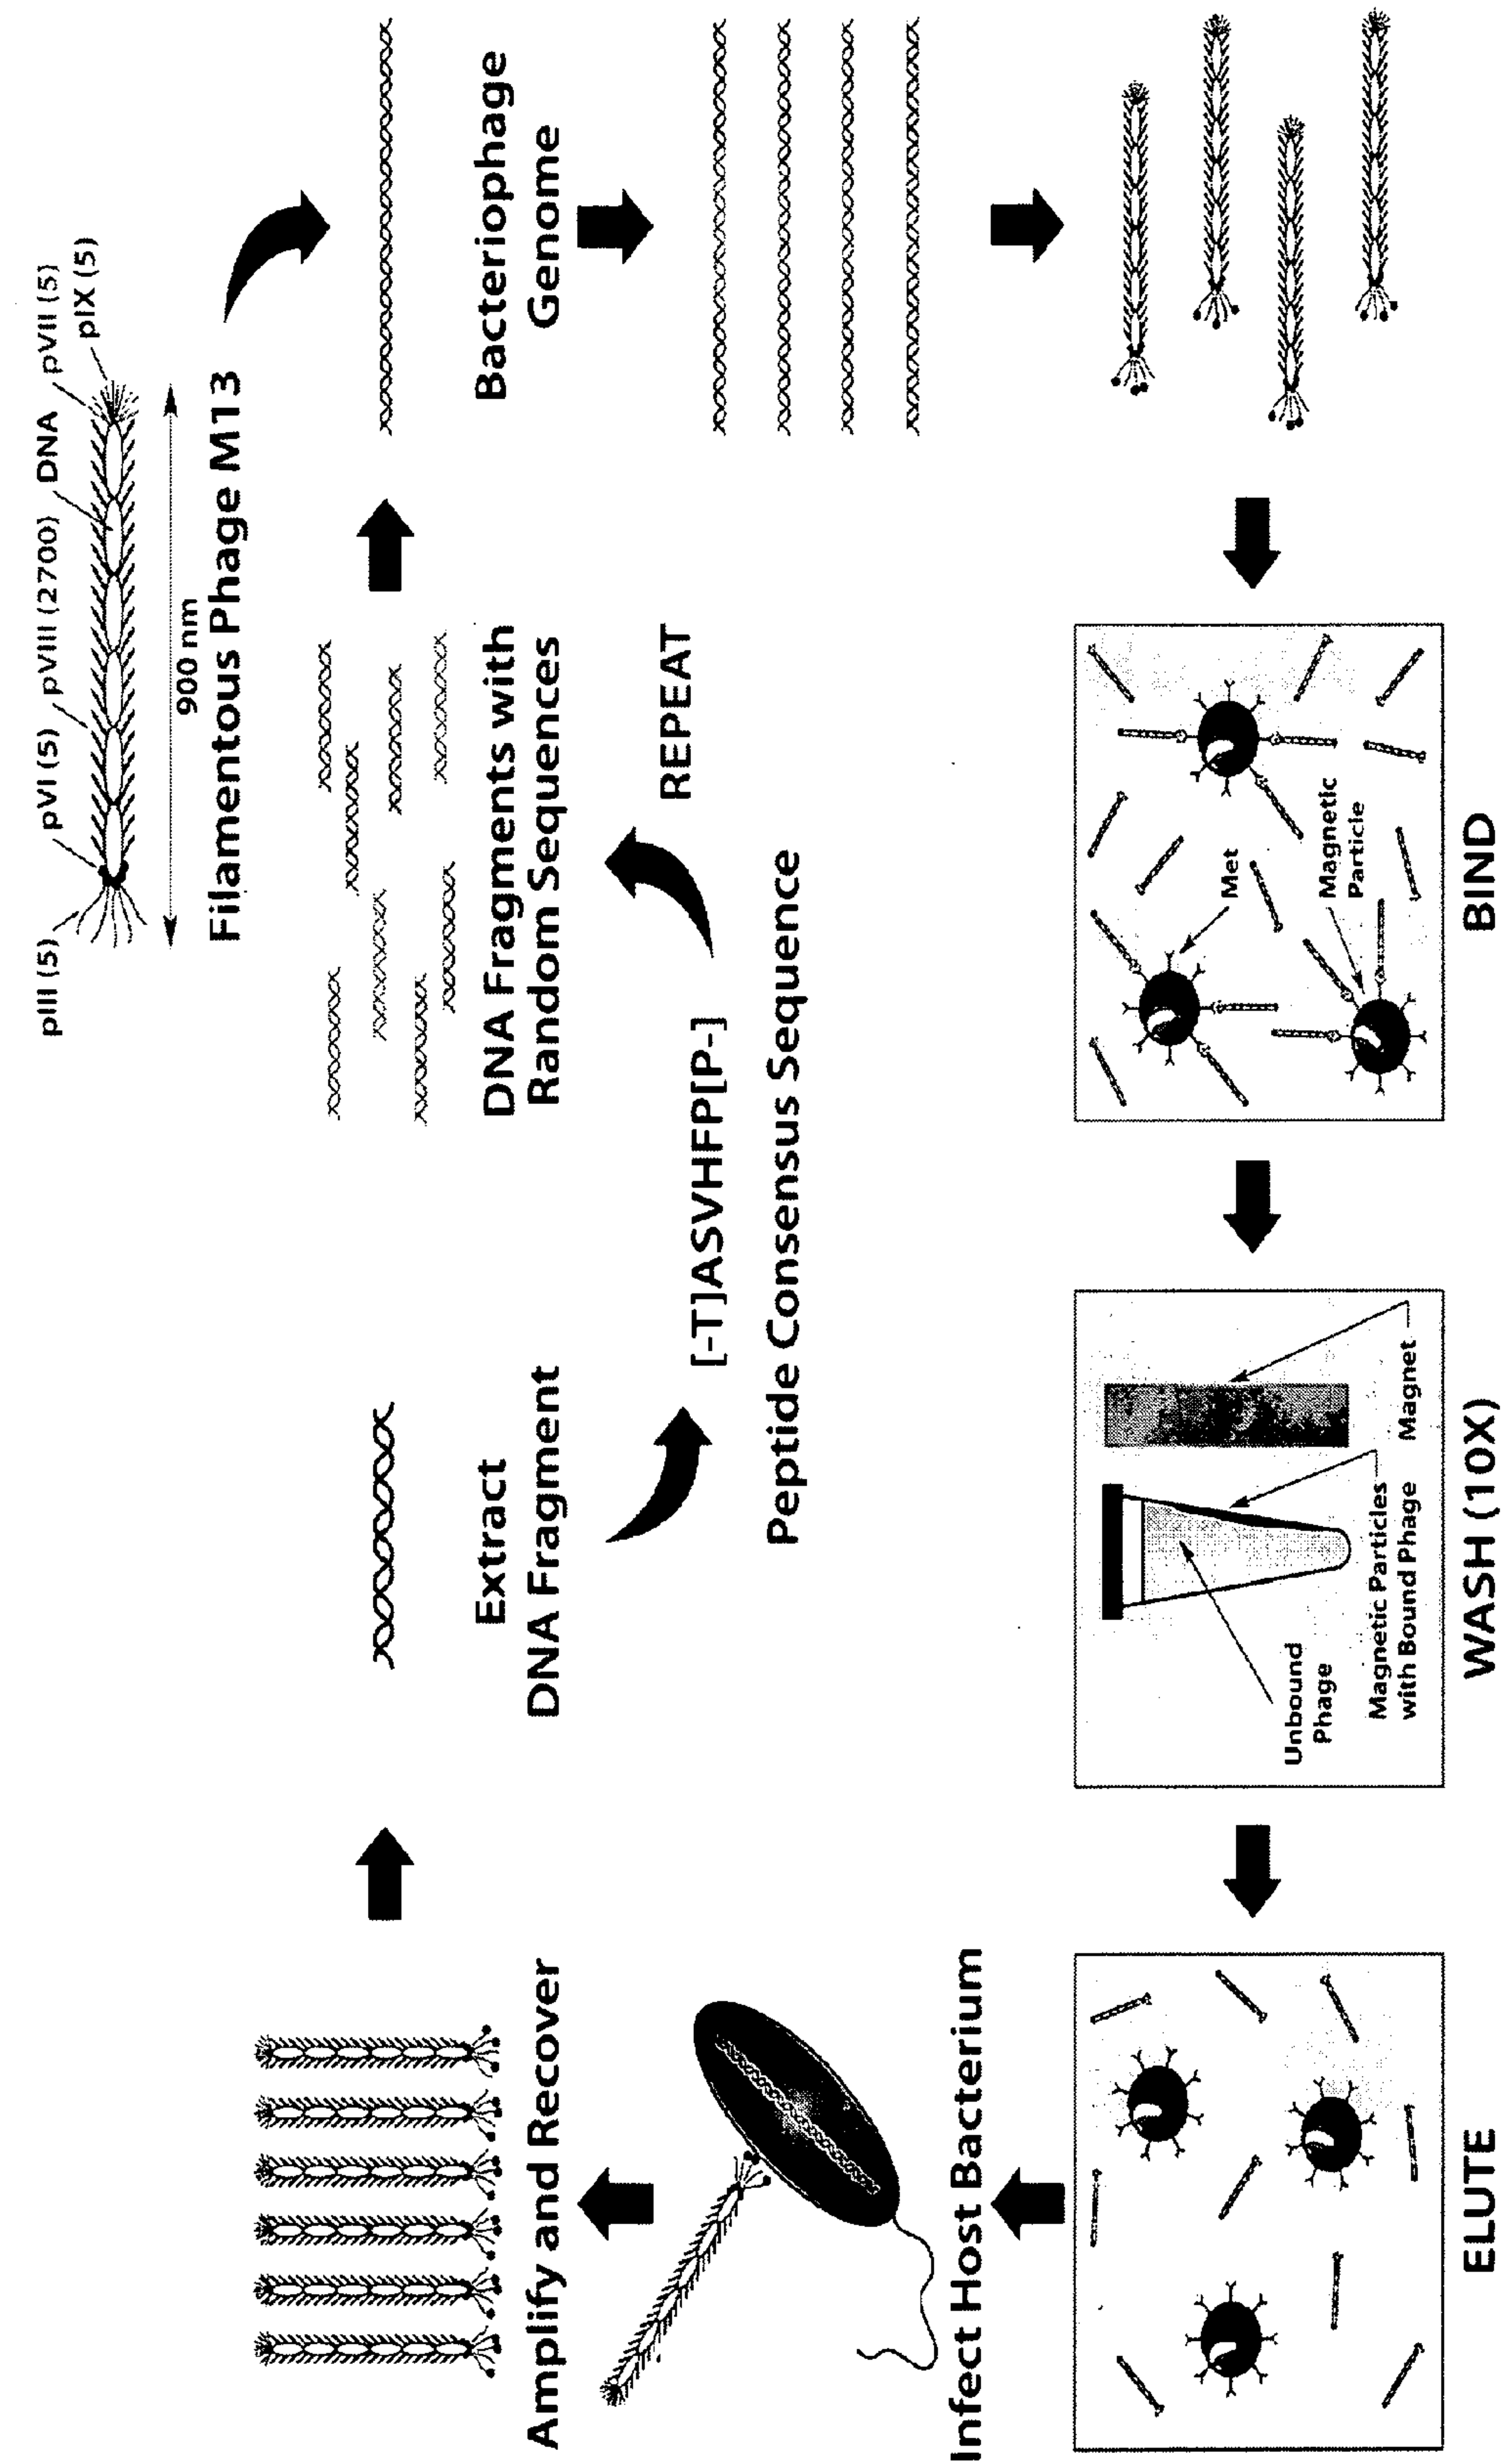 pIII (5)
pVI (5)
pVIII (2700)
DNA
pVII (5)
pIX (5)
900 nm
Filamentous Phage M13
DNA Fragments with
Random Sequences
Bacteriophage
Genome
BIND
Met
Magnetic
Particle
WASH (10X)
Unbound
Phage
Magnetic Particles
with Bound Phage
Magnet
ELUTE
Infect Host Bacterium
Amplify and Recover
Extract
DNA Fragment
[-T]ASVHFP[P-]
Peptide Consensus Sequence
REPEAT